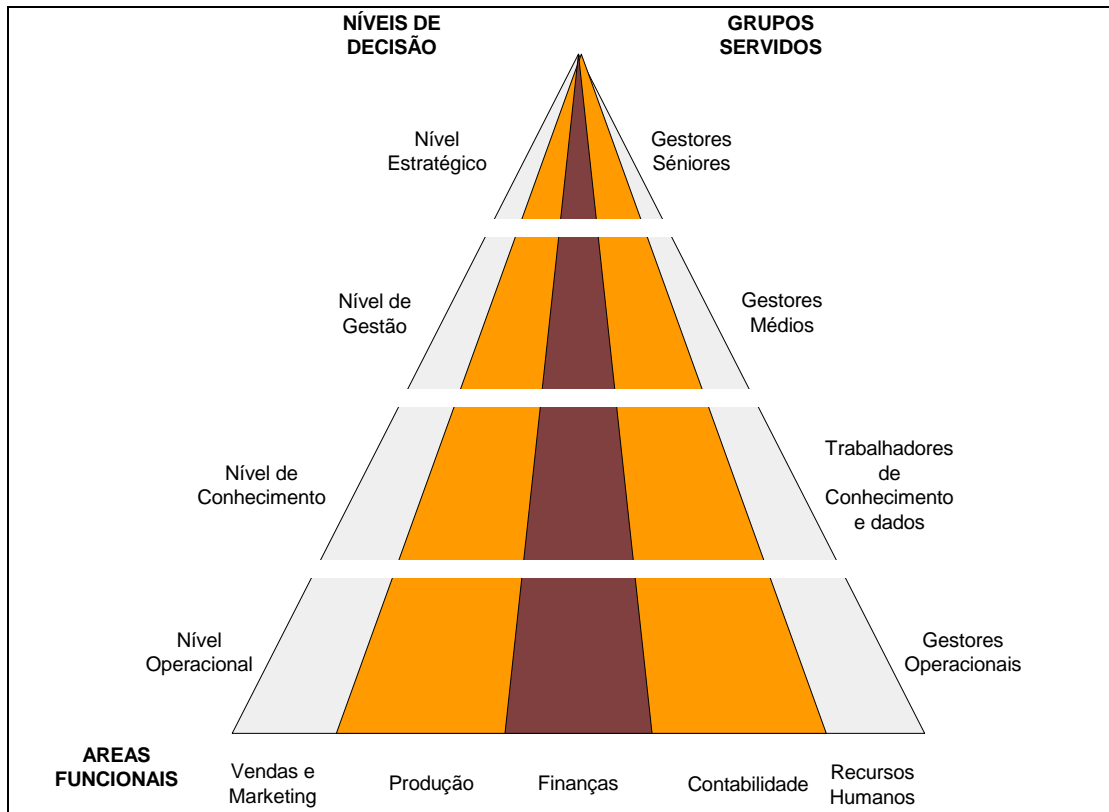 NÍVEIS DE
DECISÃO
GRUPOS
SERVIDOS
Nível
Estratégico
Gestores
Séniores
Nível de
Gestão
Gestores
Médios
Nível de
Conhecimento
Trabalhadores
de
Conhecimento
e dados
Nível
Operacional
Gestores
Operacionais
AREAS
FUNCIONAIS
Vendas e
Marketing
Produção
Finanças
Contabilidade
Recursos
Humanos